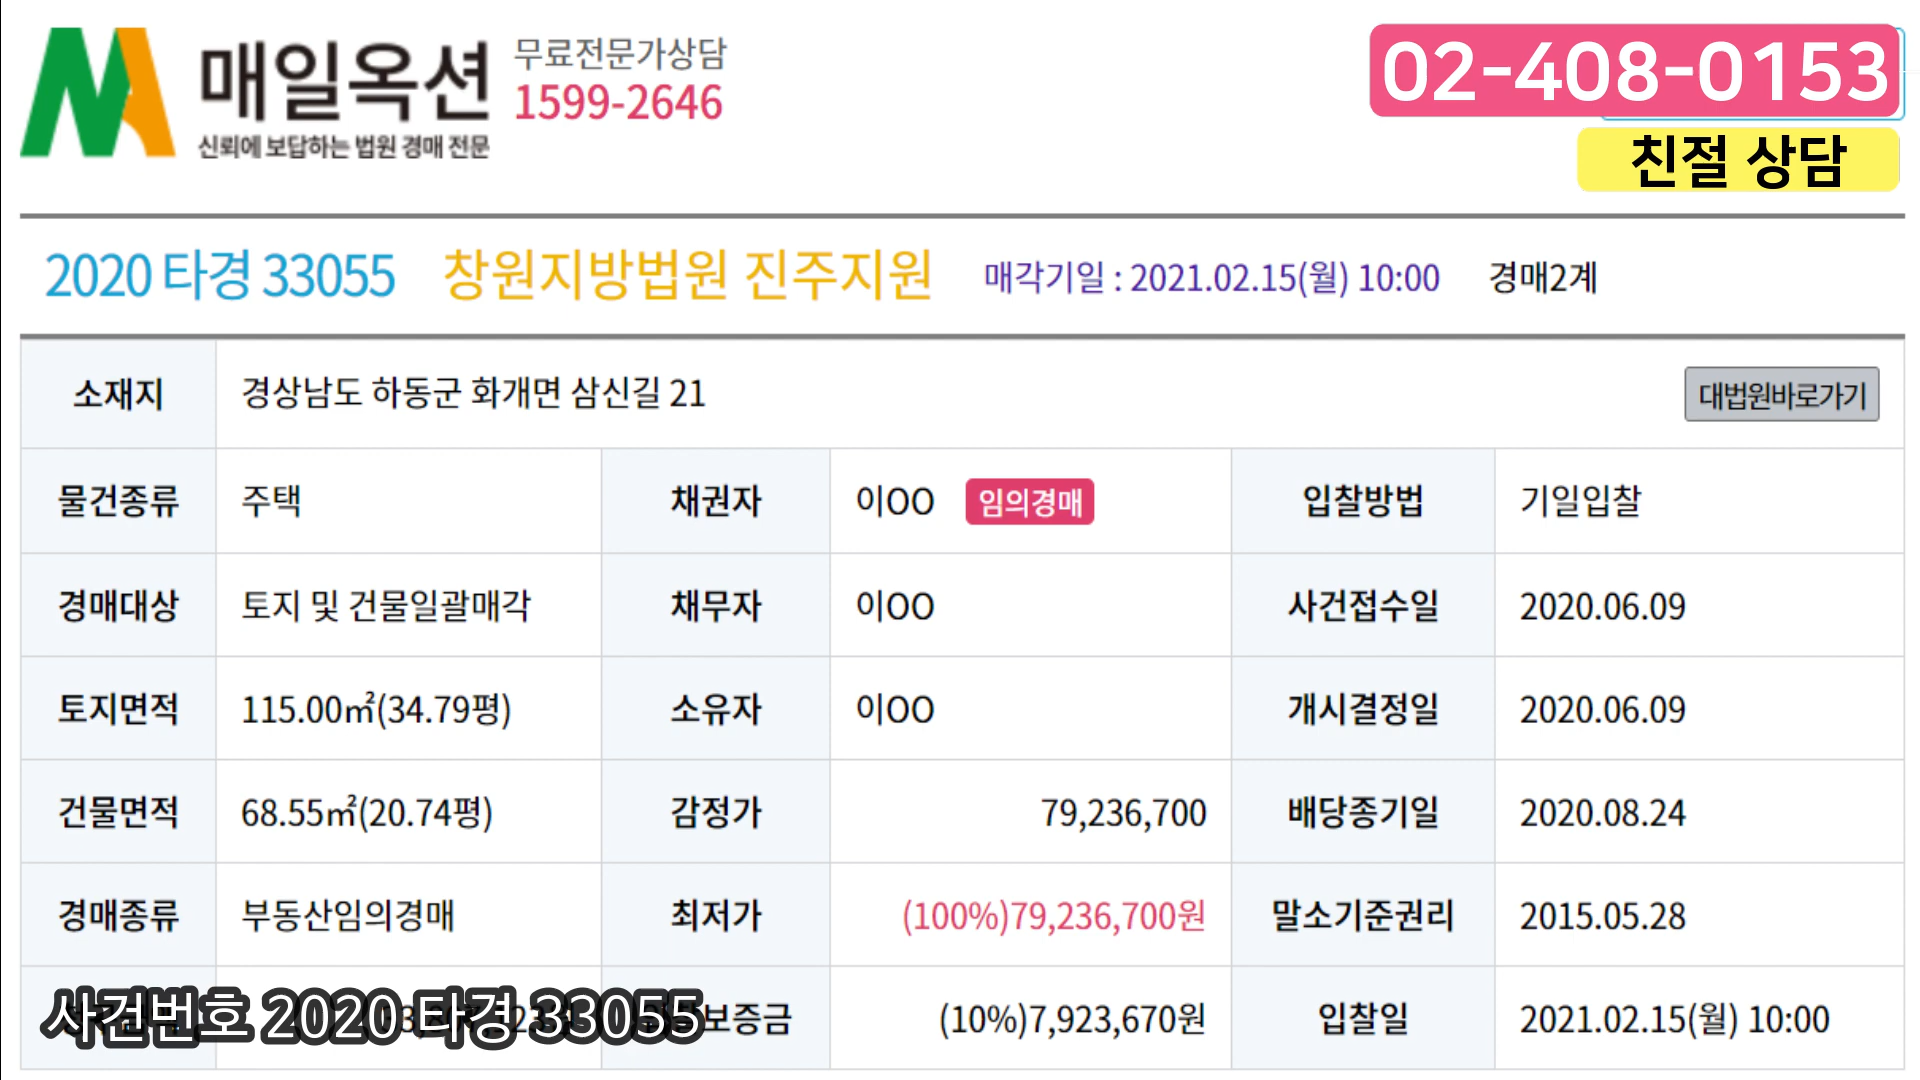 매일옥션
신뢰에 보답하는 법원 경매 전문
무료전문가상담
1599-2646
02-408-0153
친절 상담
2020 타경 33055 창원지방법원 진주지원 매각기일 : 2021.02.15(월) 10:00 경매2계
소재지 경상남도 하동군 화개면 삼신길 21 대법원바로가기
물건종류 주택 채권자 이OO 임의경매 입찰방법 기일입찰
경매대상 토지 및 건물일괄매각 채무자 이OO 사건접수일 2020.06.09
토지면적 115.00㎡(34.79평) 소유자 이OO 개시결정일 2020.06.09
건물면적 68.55㎡(20.74평) 감정가 79,236,700 배당종기일 2020.08.24
경매종류 부동산임의경매 최저가 (100%)79,236,700원 말소기준권리 2015.05.28
사건번호 2020 타경 33055 보증금 (10%)7,923,670원 입찰일 2021.02.15(월) 10:00